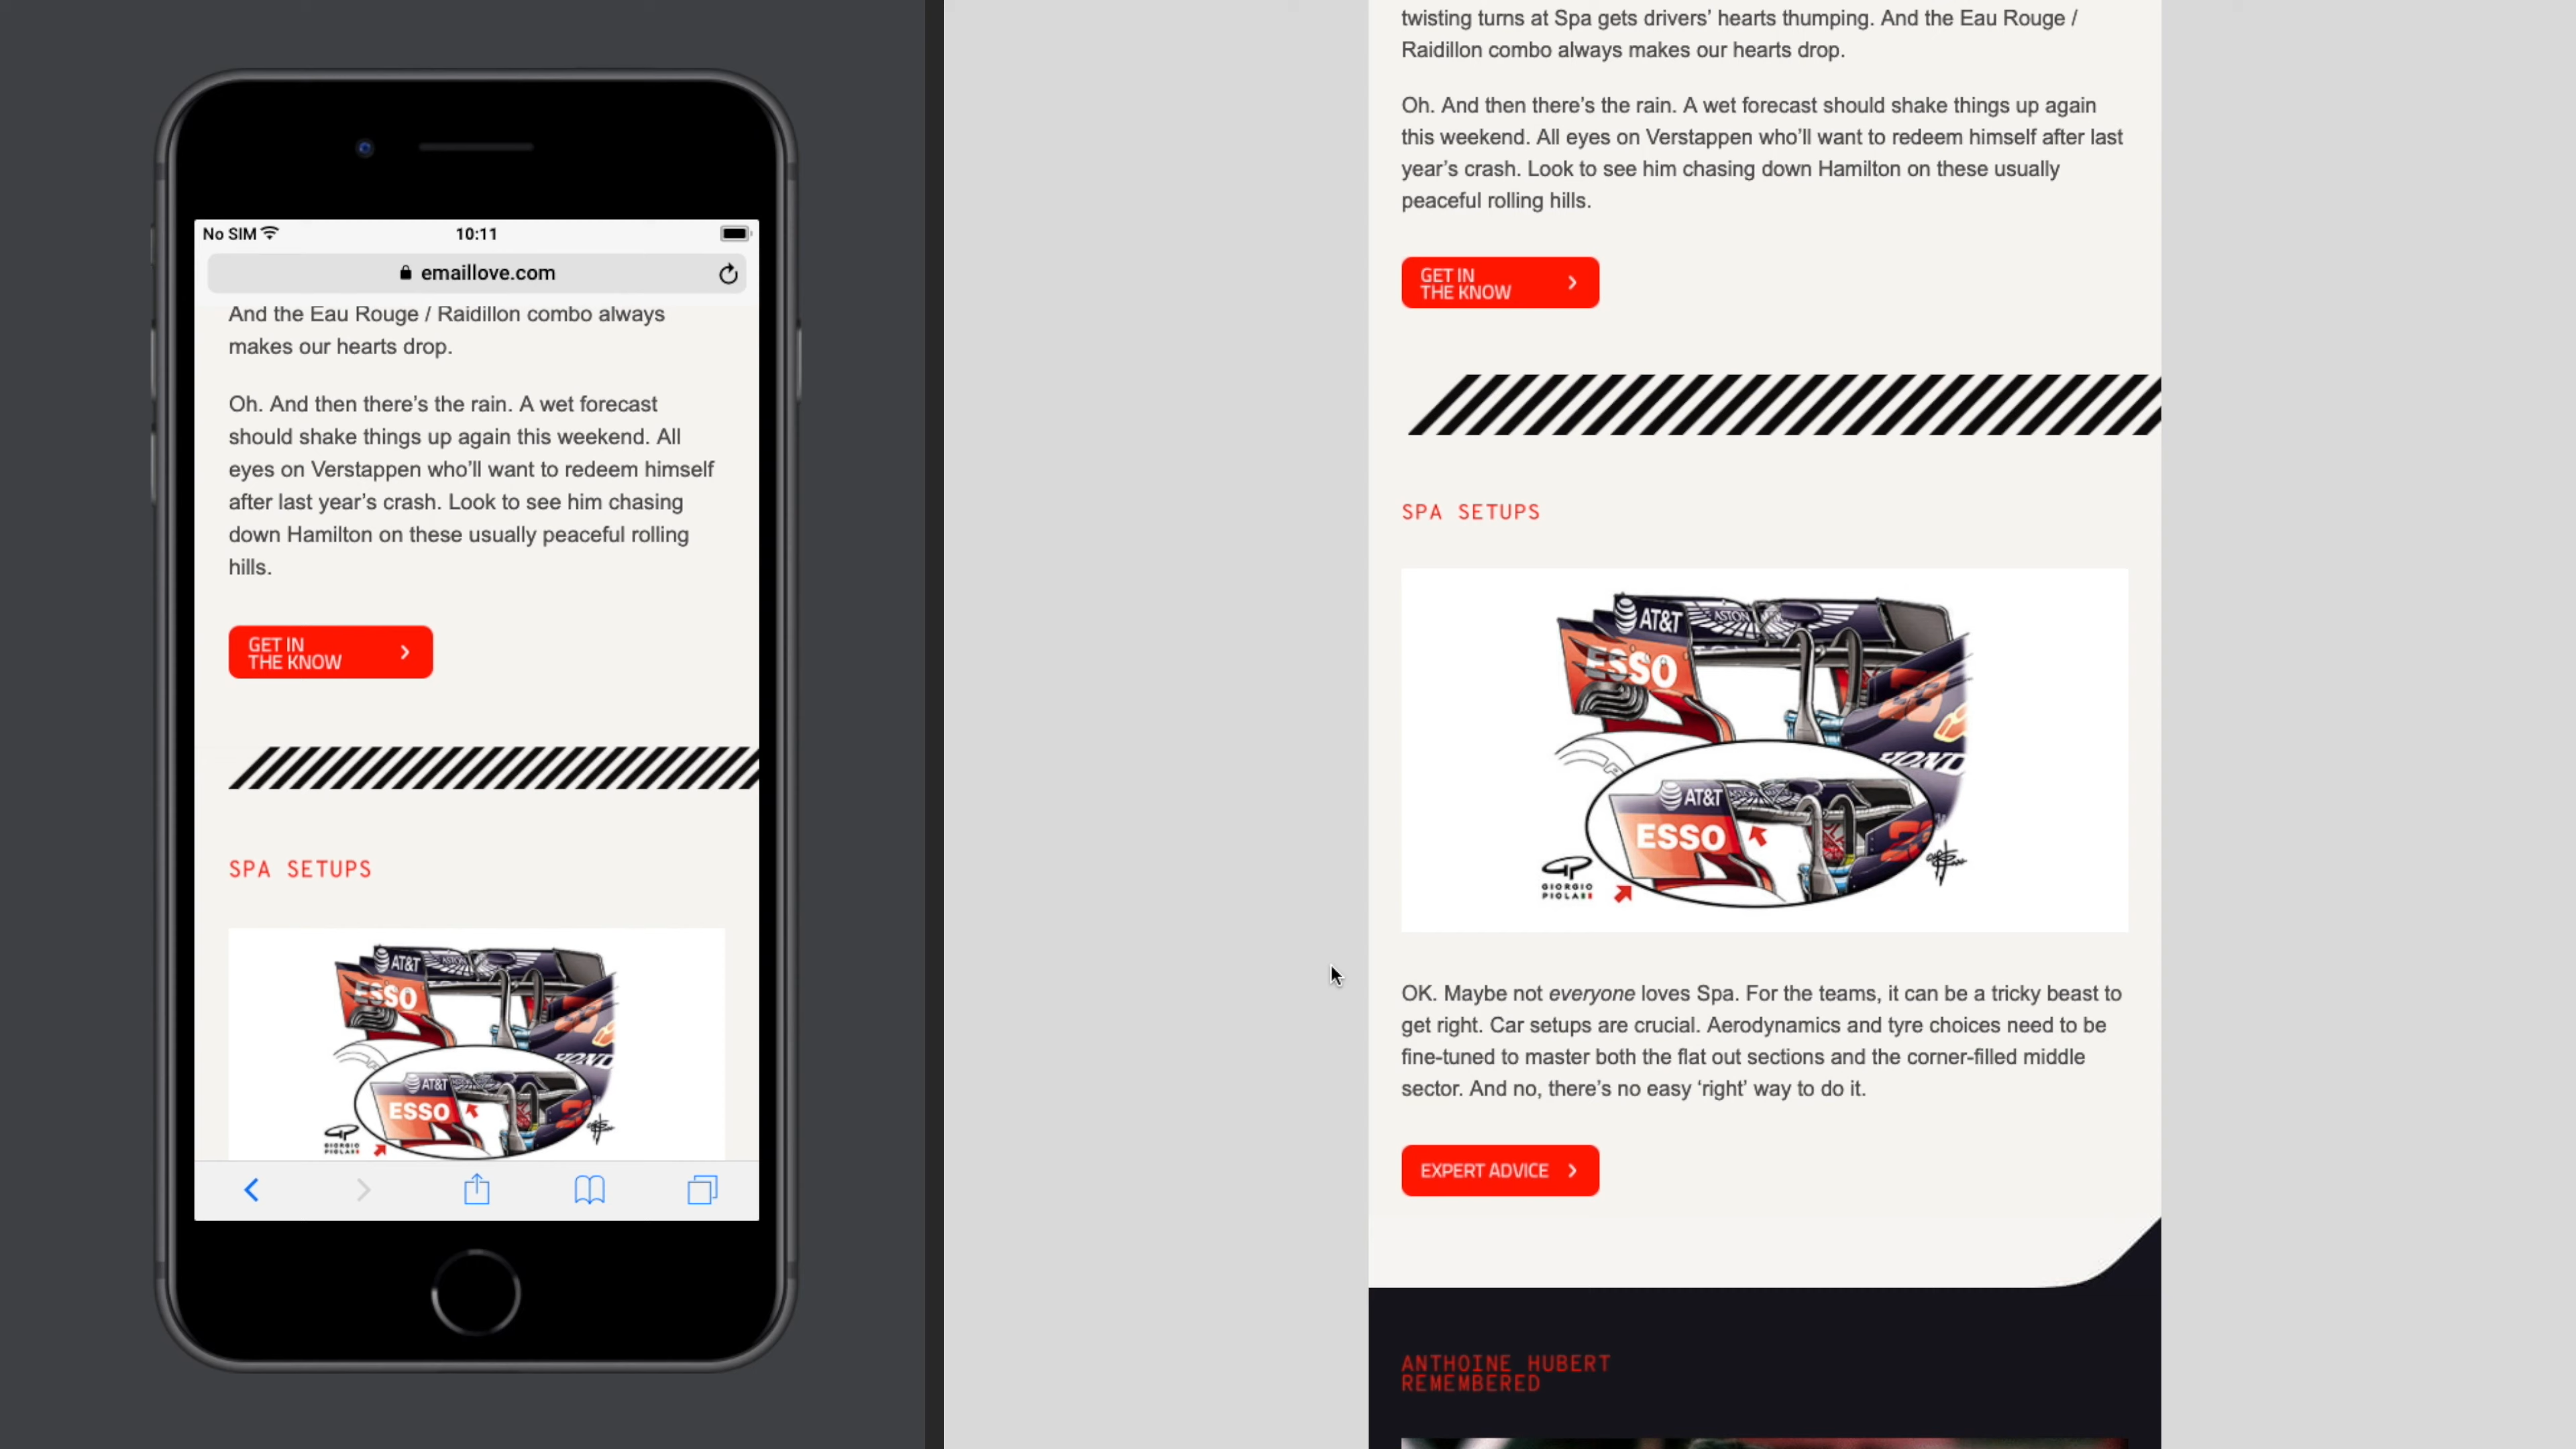 No SIM
10:11
emaillove.com
And the Eau Rouge / Raidillon combo always
makes our hearts drop.
Oh. And then there’s the rain. A wet forecast
should shake things up again this weekend. All
eyes on Verstappen who’ll want to redeem himself
after last year’s crash. Look to see him chasing
down Hamilton on these usually peaceful rolling
hills.
GET IN
THE KNOW
SPA SETUPS
AT&T
ASTON
ESSO
AT&T
ESSO
GIORGIO
PIOLA
twisting turns at Spa gets drivers’ hearts thumping. And the Eau Rouge /
Raidillon combo always makes our hearts drop.
Oh. And then there’s the rain. A wet forecast should shake things up again
this weekend. All eyes on Verstappen who’ll want to redeem himself after last
year’s crash. Look to see him chasing down Hamilton on these usually
peaceful rolling hills.
GET IN
THE KNOW
SPA SETUPS
AT&T
ASTON
ESSO
AT&T
ESSO
GIORGIO
PIOLA
OK. Maybe not everyone loves Spa. For the teams, it can be a tricky beast to
get right. Car setups are crucial. Aerodynamics and tyre choices need to be
fine-tuned to master both the flat out sections and the corner-filled middle
sector. And no, there’s no easy ‘right’ way to do it.
EXPERT ADVICE
ANTHOINE HUBERT
REMEMBERED